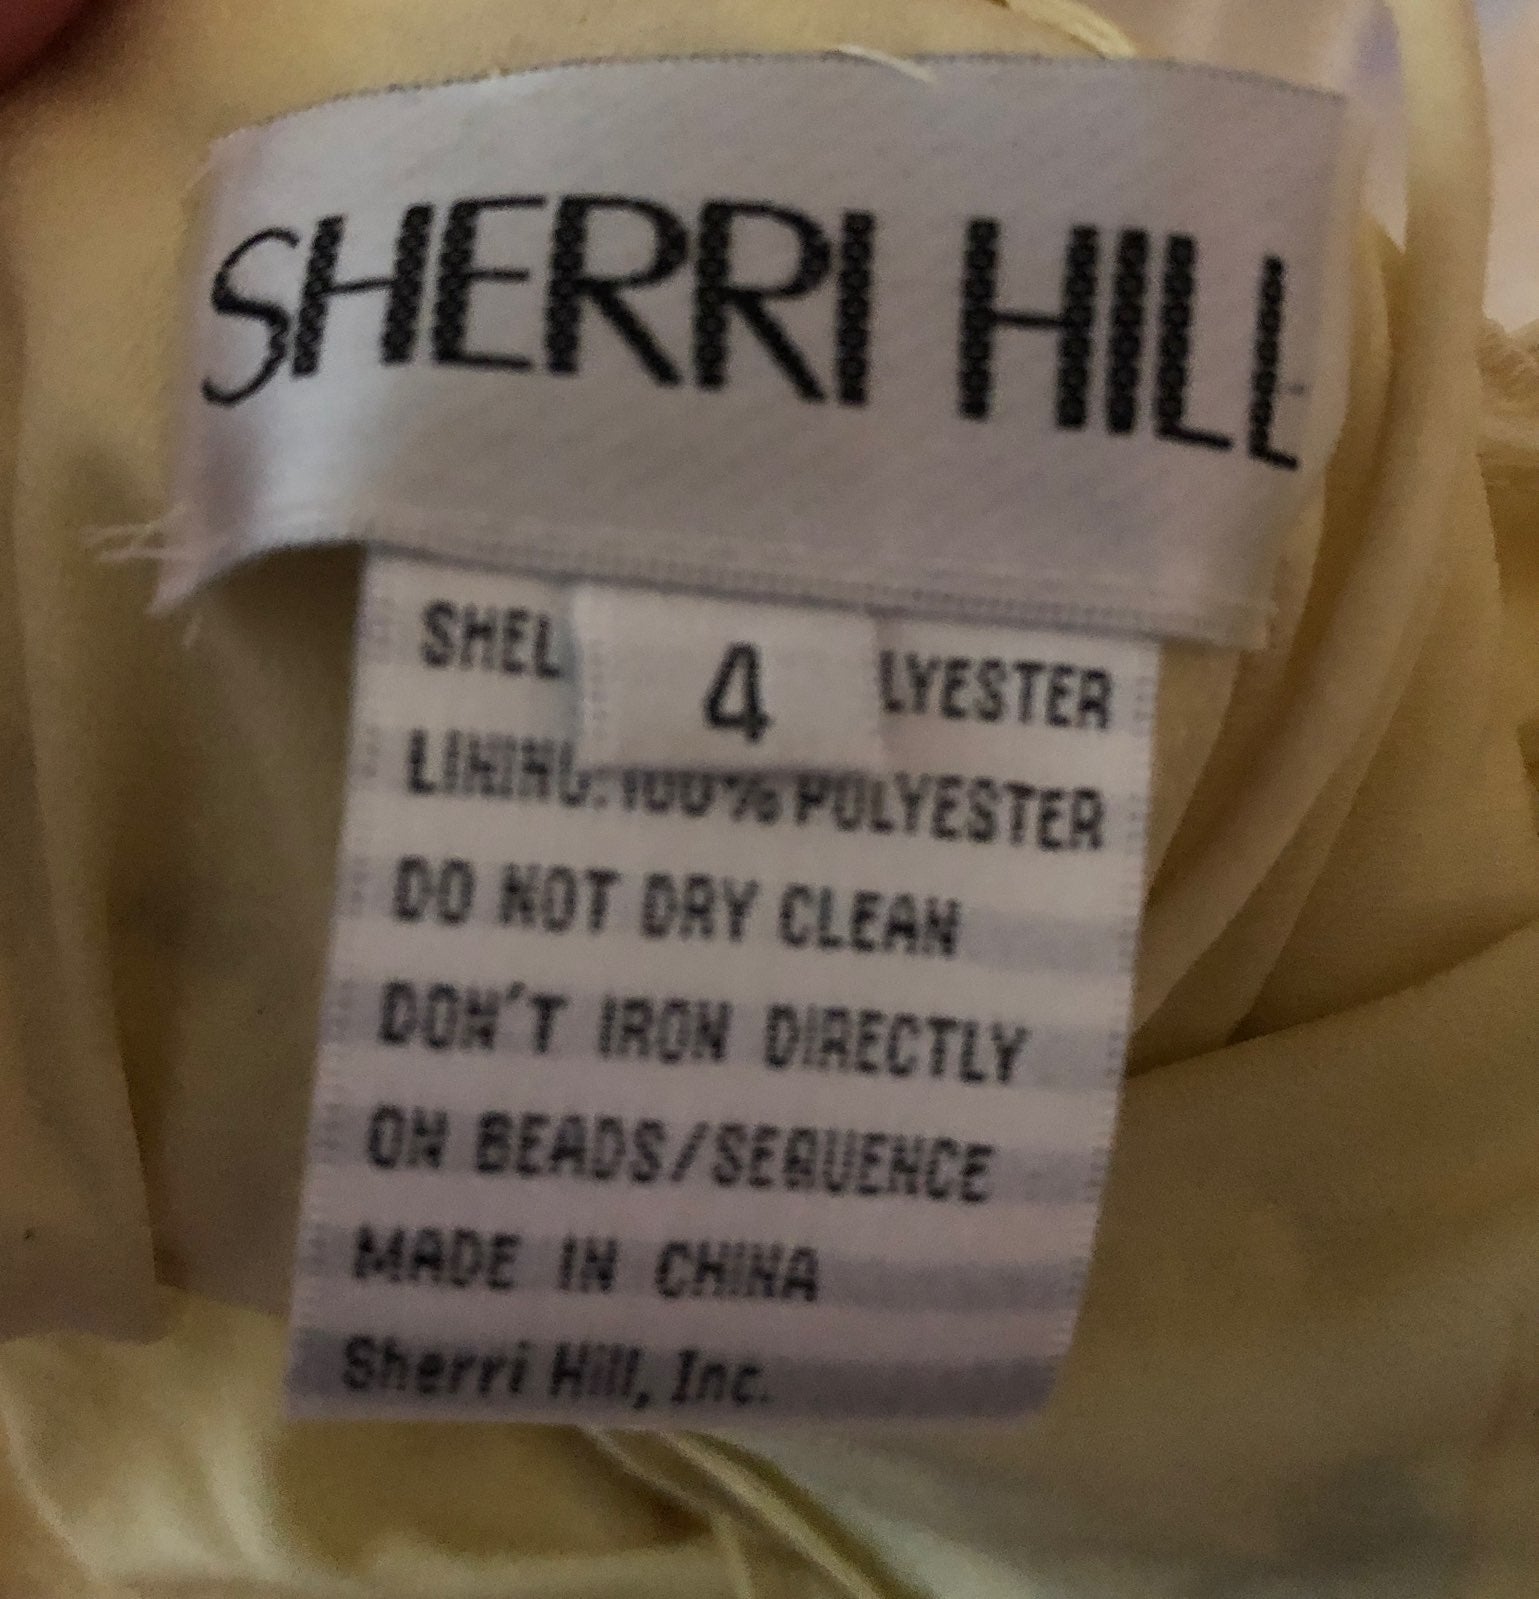 SHERRI HILL
4
SHEL LYESTER
LINING: 100% POLYESTER
DO NOT DRY CLEAN
DON'T IRON DIRECTLY
ON BEADS/SEQUENCE
MADE IN CHINA
Sherri Hill, Inc.